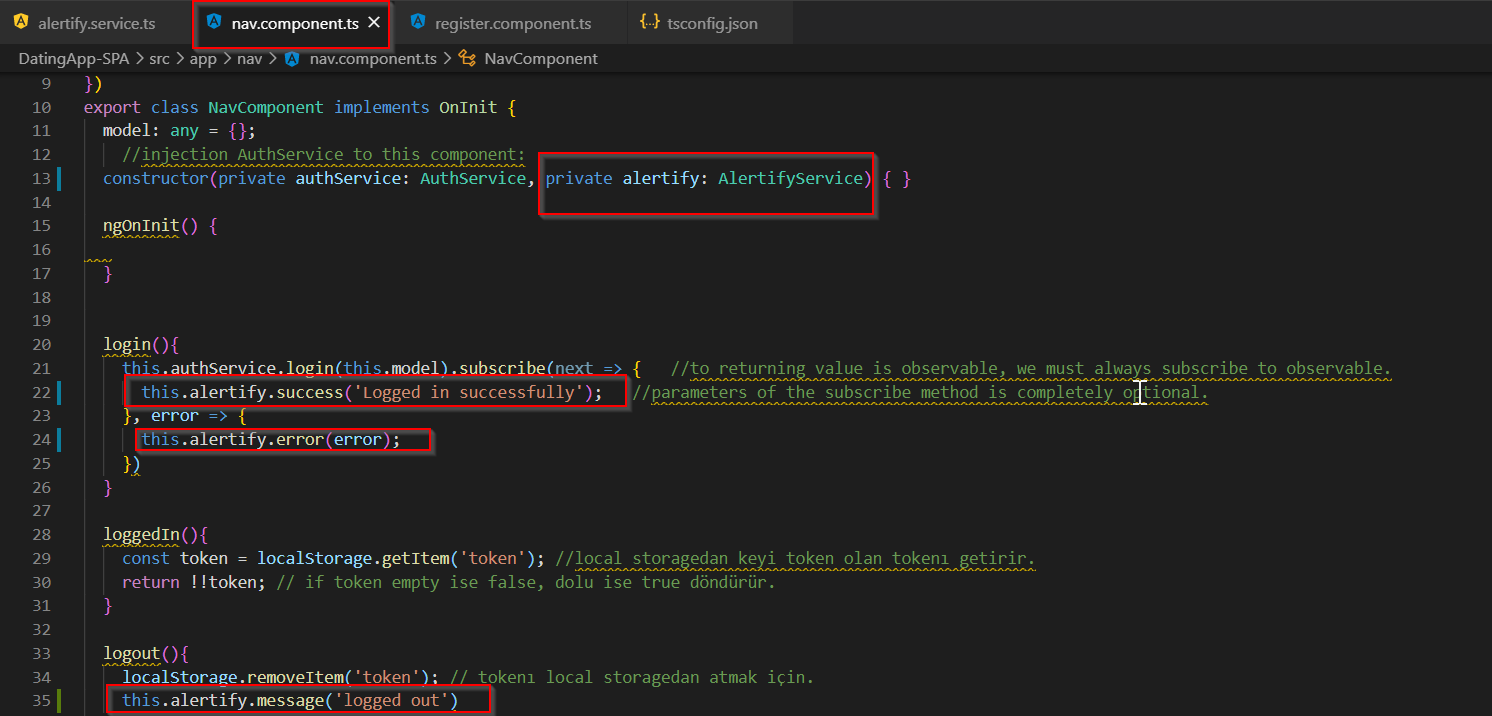 alertify.service.ts nav.component.ts register.component.ts {..} tsconfig.json
DatingApp-SPA > src > app > nav > nav.component.ts > NavComponent
9 })
10 export class NavComponent implements OnInit {
11 model: any = {};
12 //injection AuthService to this component:
13 constructor(private authService: AuthService, private alertify: AlertifyService) { }
14
15 ngOnInit() {
16
17 }
18
19
20 login(){
21 this.authService.login(this.model).subscribe(next => { //to returning value is observable, we must always subscribe to observable.
22 this.alertify.success('Logged in successfully'); //parameters of the subscribe method is completely optional.
23 }, error => {
24 this.alertify.error(error);
25 })
26 }
27
28 loggedIn(){
29 const token = localStorage.getItem('token'); //local storagedan keyi token olan tokenı getirir.
30 return !!token; // if token empty ise false, dolu ise true döndürür.
31 }
32
33 logout(){
34 localStorage.removeItem('token'); // tokenı local storagedan atmak için.
35 this.alertify.message('logged out')